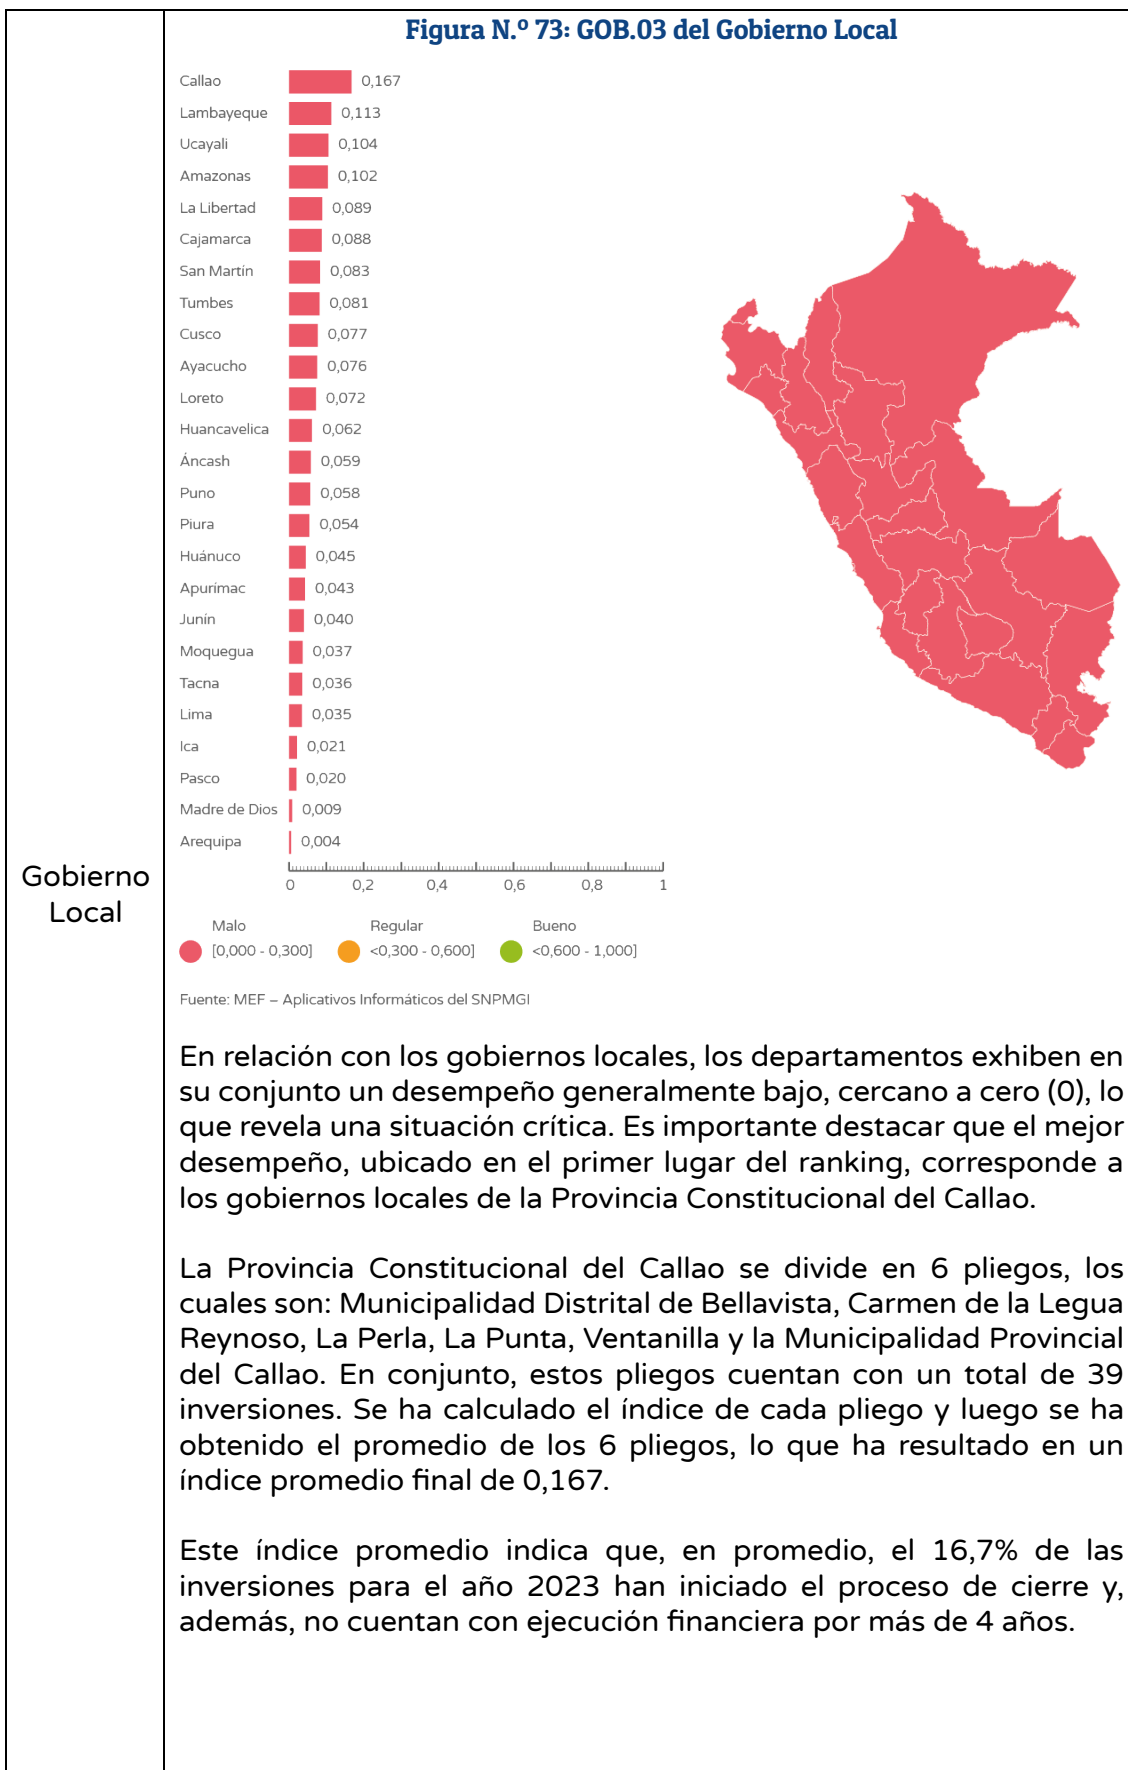 Figura N.º 73: GOB.03 del Gobierno Local
Callao 0,167
Lambayeque 0,113
Ucayali 0,104
Amazonas 0,102
La Libertad 0,089
Cajamarca 0,088
San Martín 0,083
Tumbes 0,081
Cusco 0,077
Ayacucho 0,076
Loreto 0,072
Huancavelica 0,062
Áncash 0,059
Puno 0,058
Piura 0,054
Huánuco 0,045
Apurímac 0,043
Junín 0,040
Moquegua 0,037
Tacna 0,036
Lima 0,035
Ica 0,021
Pasco 0,020
Madre de Dios 0,009
Arequipa 0,004
0 0,2 0,4 0,6 0,8 1
Gobierno
Local
Malo Regular Bueno
[0,000 - 0,300] <0,300 - 0,600] <0,600 - 1,000]
Fuente: MEF – Aplicativos Informáticos del SNPMGI
En relación con los gobiernos locales, los departamentos exhiben en
su conjunto un desempeño generalmente bajo, cercano a cero (0), lo
que revela una situación crítica. Es importante destacar que el mejor
desempeño, ubicado en el primer lugar del ranking, corresponde a
los gobiernos locales de la Provincia Constitucional del Callao.
La Provincia Constitucional del Callao se divide en 6 pliegos, los
cuales son: Municipalidad Distrital de Bellavista, Carmen de la Legua
Reynoso, La Perla, La Punta, Ventanilla y la Municipalidad Provincial
del Callao. En conjunto, estos pliegos cuentan con un total de 39
inversiones. Se ha calculado el índice de cada pliego y luego se ha
obtenido el promedio de los 6 pliegos, lo que ha resultado en un
índice promedio final de 0,167.
Este índice promedio indica que, en promedio, el 16,7% de las
inversiones para el año 2023 han iniciado el proceso de cierre y,
además, no cuentan con ejecución financiera por más de 4 años.